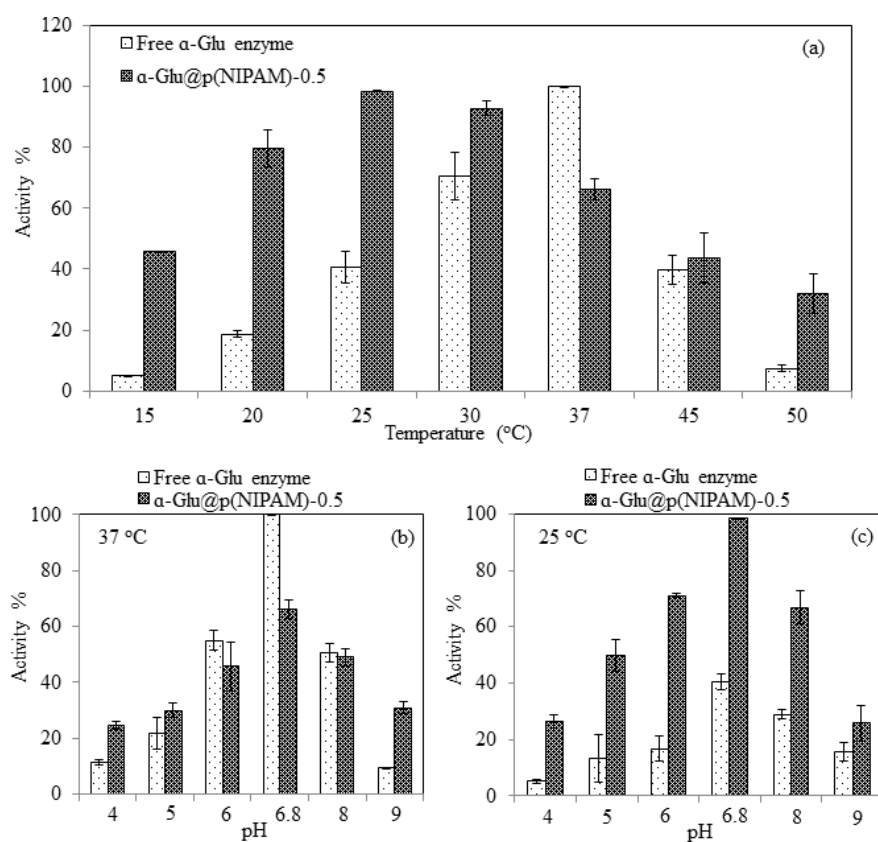 120
Free α-Glu enzyme
(a)
α-Glu@p(NIPAM)-0.5
100
80
60
40
20
0
Activity %
15 20 25 30 37 45 50
Temperature (°C)
Free α-Glu enzyme
α-Glu@p(NIPAM)-0.5
100
37 °C
(b)
80
60
40
20
0
Activity %
4 5 6 6.8 8 9
pH
Free α-Glu enzyme
α-Glu@p(NIPAM)-0.5
100
25 °C
(c)
80
60
40
20
0
Activity %
4 5 6 6.8 8 9
pH